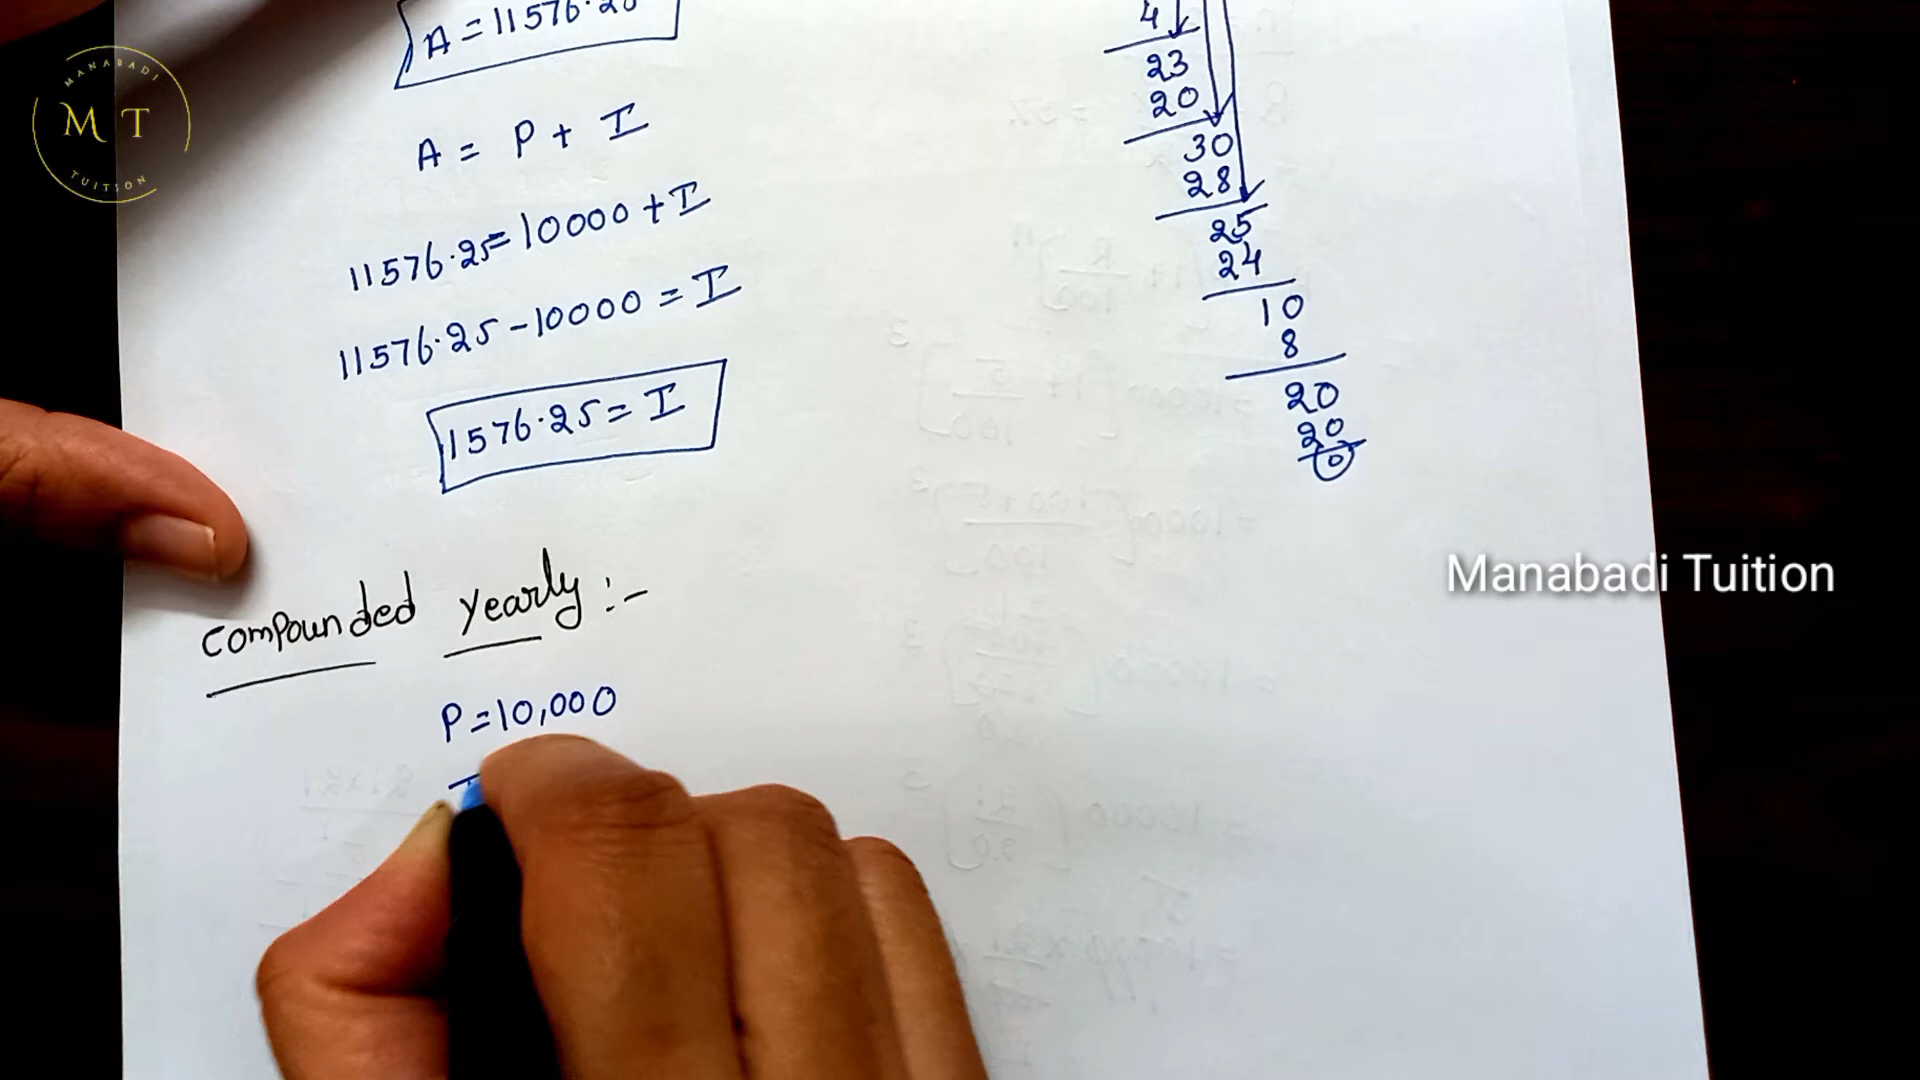 MANABADI
M T
TUITION
A = 11576.25
A = P + I
11576.25 = 10000 + I
11576.25 - 10000 = I
1576.25 = I
4
23
20
30
28
25
24
10
8
20
20
0
Manabadi Tuition
Compounded Yearly :-
P = 10,000